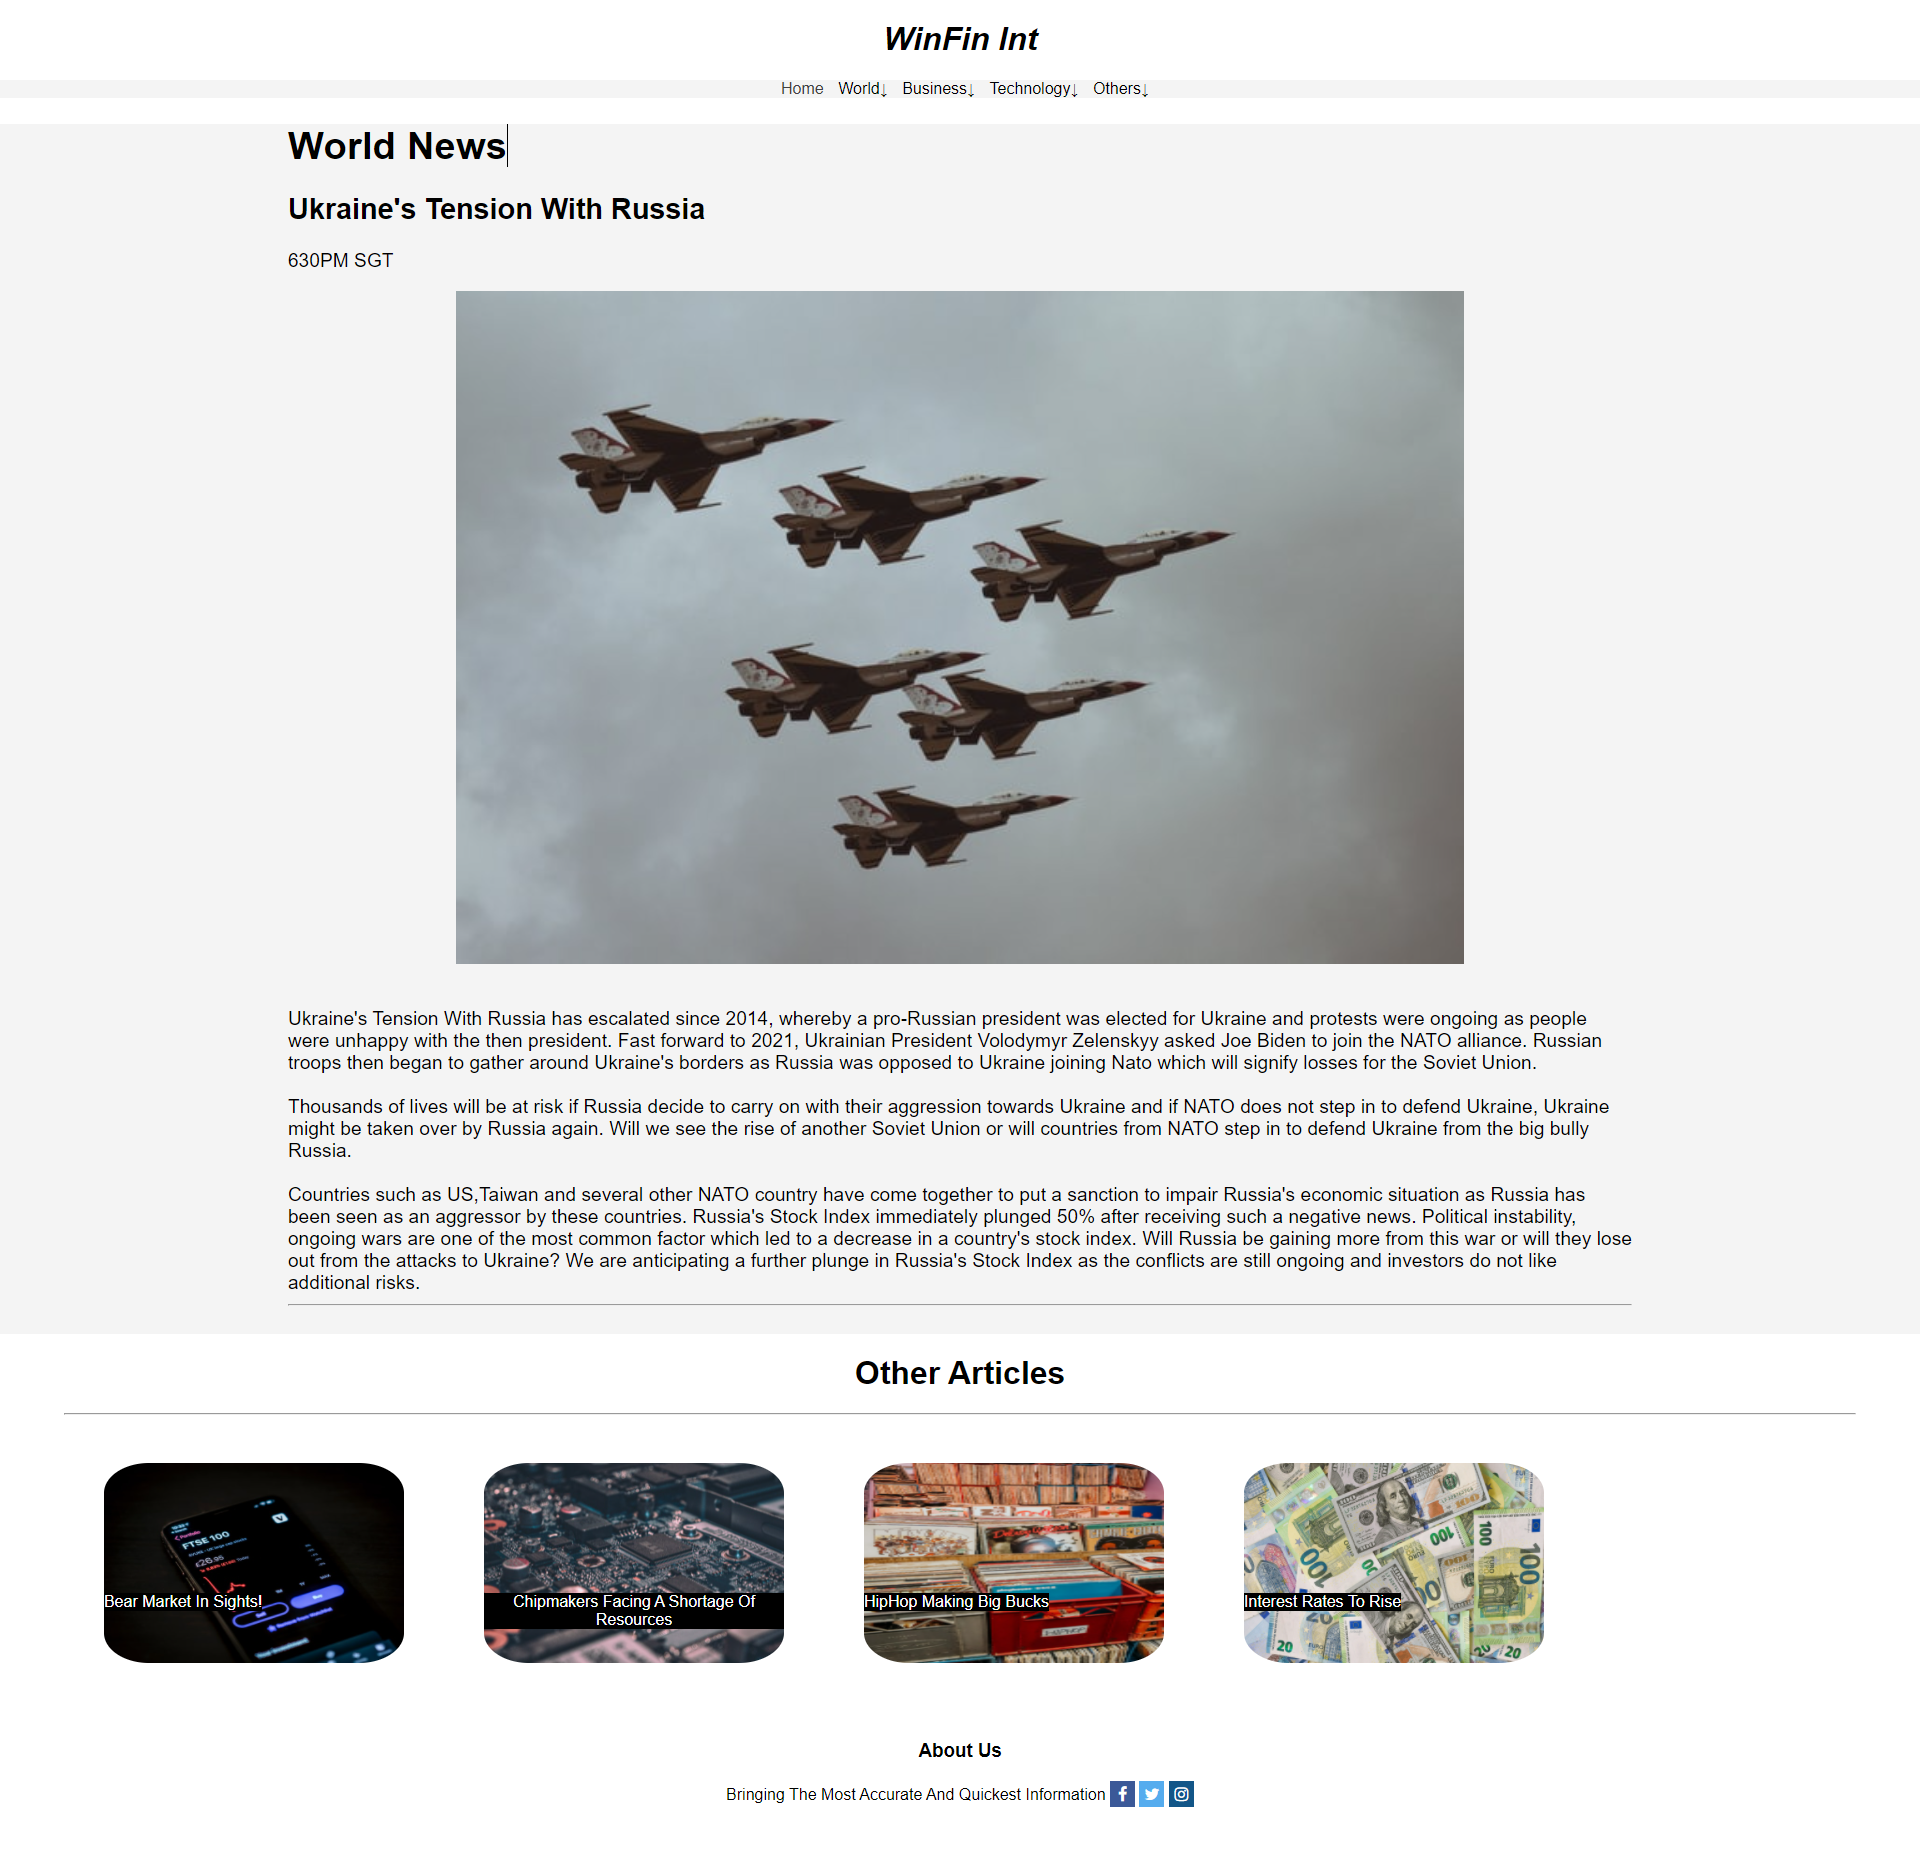 WinFin Int
Home World↓ Business↓ Technology↓ Others↓
World News
Ukraine's Tension With Russia
630PM SGT
Ukraine's Tension With Russia has escalated since 2014, whereby a pro-Russian president was elected for Ukraine and protests were ongoing as people
were unhappy with the then president. Fast forward to 2021, Ukrainian President Volodymyr Zelenskyy asked Joe Biden to join the NATO alliance. Russian
troops then began to gather around Ukraine's borders as Russia was opposed to Ukraine joining Nato which will signify losses for the Soviet Union.
Thousands of lives will be at risk if Russia decide to carry on with their aggression towards Ukraine and if NATO does not step in to defend Ukraine, Ukraine
might be taken over by Russia again. Will we see the rise of another Soviet Union or will countries from NATO step in to defend Ukraine from the big bully
Russia.
Countries such as US,Taiwan and several other NATO country have come together to put a sanction to impair Russia's economic situation as Russia has
been seen as an aggressor by these countries. Russia's Stock Index immediately plunged 50% after receiving such a negative news. Political instability,
ongoing wars are one of the most common factor which led to a decrease in a country's stock index. Will Russia be gaining more from this war or will they lose
out from the attacks to Ukraine? We are anticipating a further plunge in Russia's Stock Index as the conflicts are still ongoing and investors do not like
additional risks.
Other Articles
FTSE 100
£26.95
Bear Market In Sights!
Chipmakers Facing A Shortage Of
Resources
HipHop Making Big Bucks
Interest Rates To Rise
100
100
100
20
20
20
About Us
Bringing The Most Accurate And Quickest Information